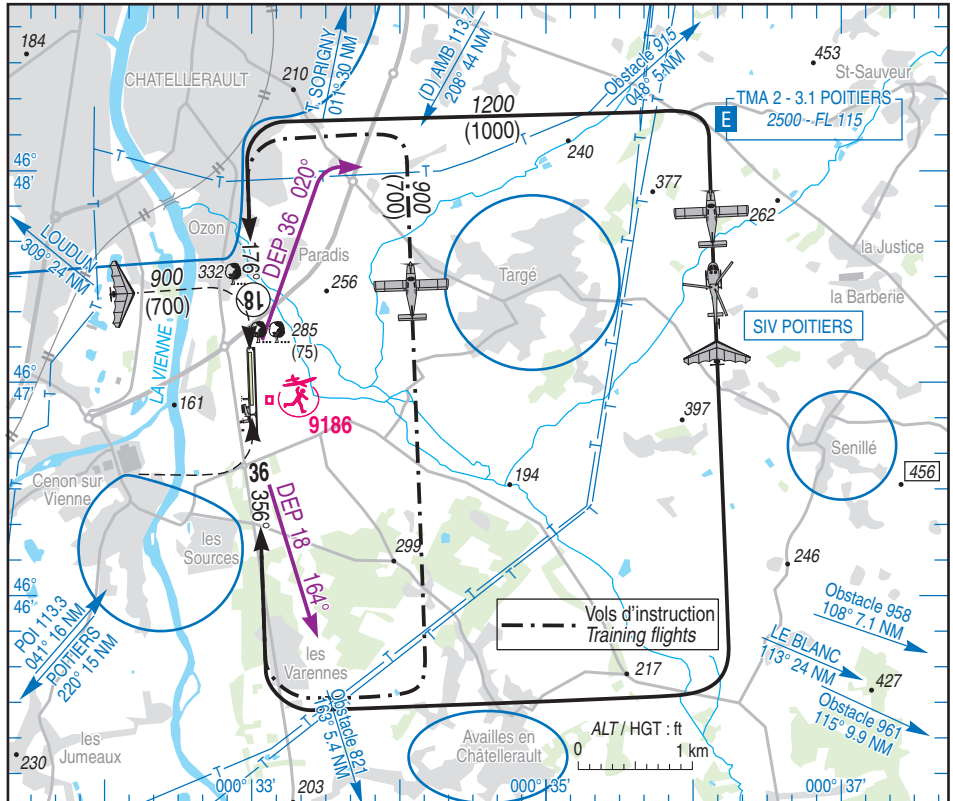 184
CHATELLERAULT
210
T. SORIGNY
011° 30 NM
(D) AMB 113.7
208° 44 NM
Obstacle 915
048° 5 NM
453
St-Sauveur
TMA 2 - 3.1 POITIERS
E
2500 - FL 115
1200
(1000)
240
46°
48'
T
T
T
T
T
DEP 36 020°
900
(700)
377
262
Ozon
Paradis
176°
la Justice
LOUDUN
309° 24 NM
900
(700)
332
18
256
Targé
la Barberie
285
(75)
SIV POITIERS
LA VIENNE
46°
47'
T
161
9186
397
Senillé
Cenon sur
Vienne
36
356°
194
456
DEP 18 164°
les
Sources
299
246
46°
46'
T
T
POI 113.3
041° 16 NM
POITIERS
220° 15 NM
Vols d'instruction
Training flights
Obstacle 958
108° 7.1 NM
LE BLANC
113° 24 NM
les
Varennes
217
427
Obstacle 961
115° 9.9 NM
T
T
Obstacle 821
163° 5.4 NM
les
Jumeaux
230
Availles en
Châtellerault
ALT / HGT : ft
0
1 km
203
000° 33'
000° 35'
000° 37'